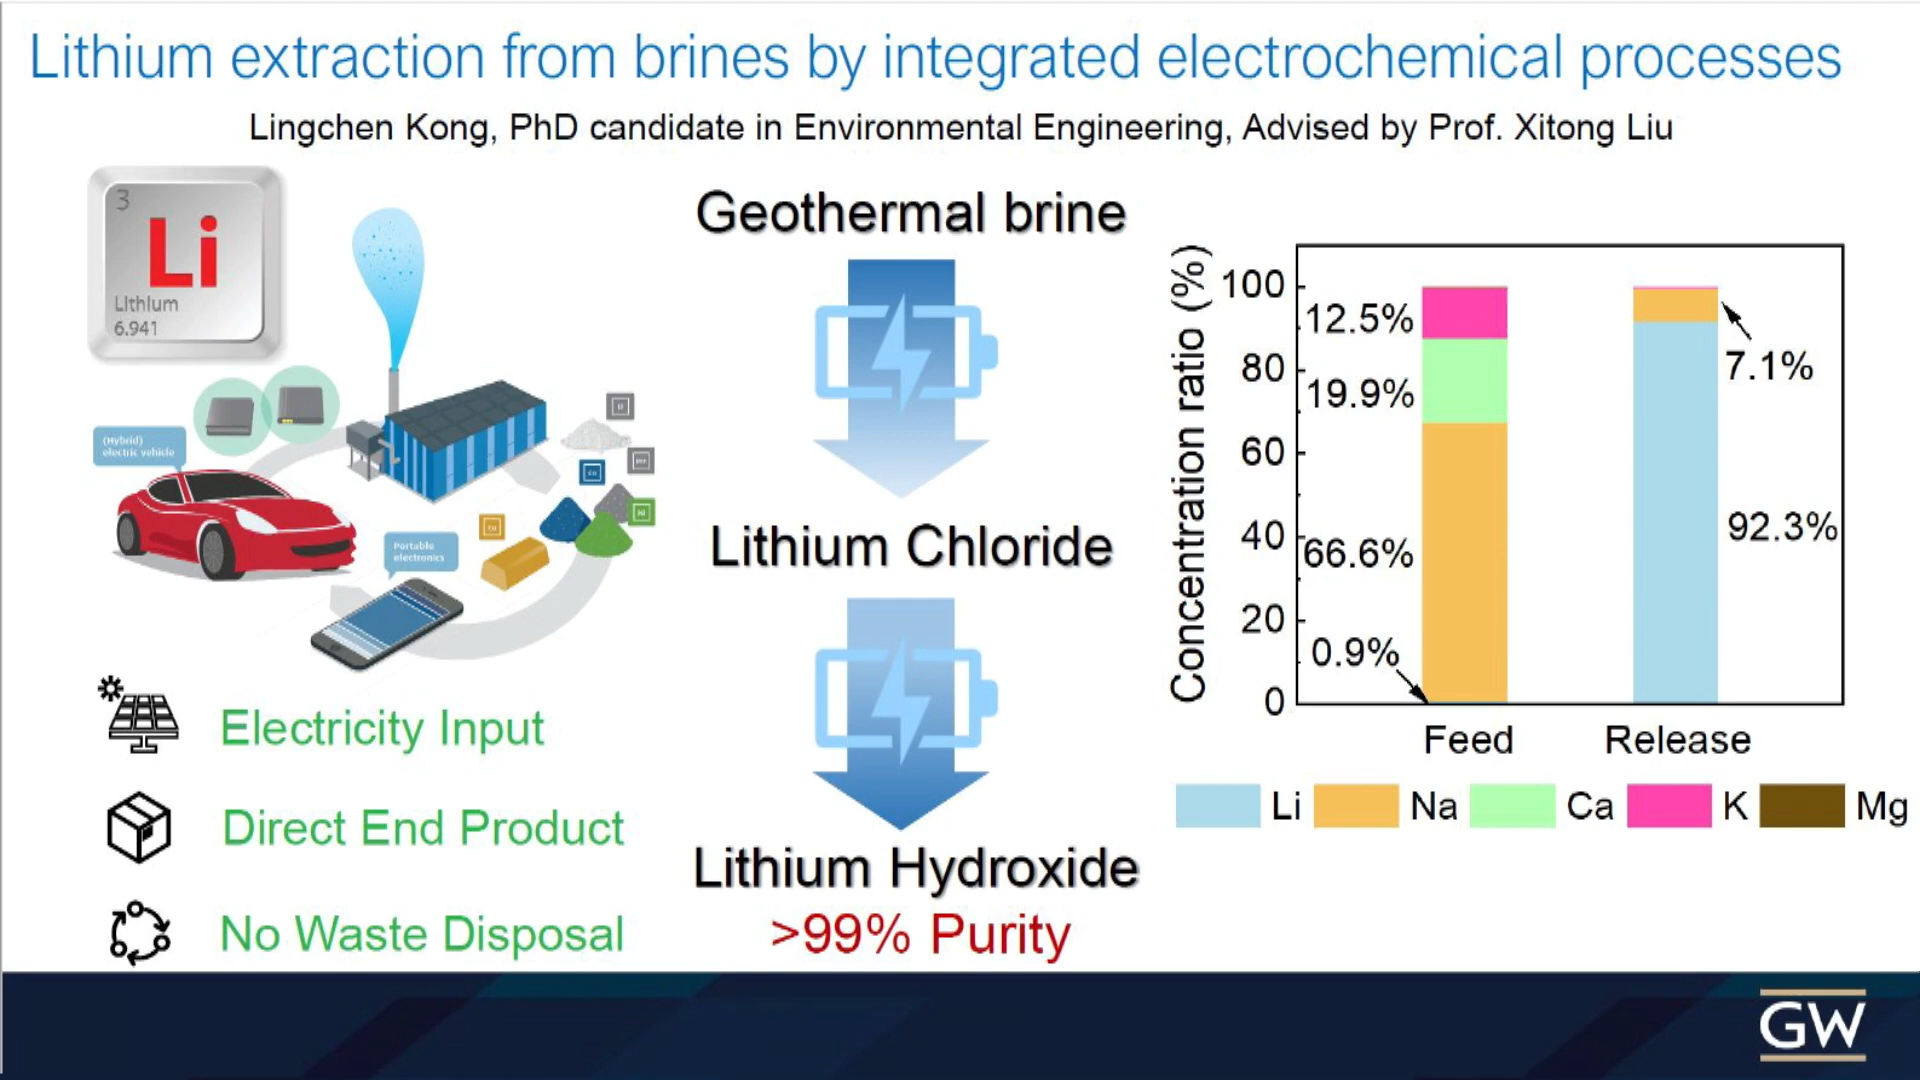 Lithium extraction from brines by integrated electrochemical processes
Lingchen Kong, PhD candidate in Environmental Engineering, Advised by Prof. Xitong Liu
3
Li
Lithium
6.941
(Hybrid)
electric vehicle
Portable
electronics
Electricity Input
Direct End Product
No Waste Disposal
Geothermal brine
Lithium Chloride
Lithium Hydroxide
>99% Purity
Concentration ratio (%)
100
80
60
40
20
0
12.5%
19.9%
66.6%
0.9%
7.1%
92.3%
Feed Release
Li Na Ca K Mg
GW